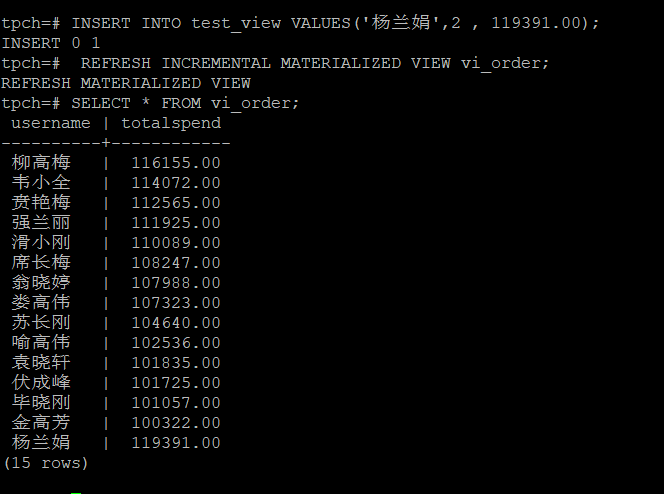 tpch=# INSERT INTO test_view VALUES('杨兰娟',2 , 119391.00);
INSERT 0 1
tpch=#  REFRESH INCREMENTAL MATERIALIZED VIEW vi_order;
REFRESH MATERIALIZED VIEW
tpch=# SELECT * FROM vi_order;
 username | totalspend
----------+------------
 柳高梅   |  116155.00
 韦小全   |  114072.00
 贲艳梅   |  112565.00
 强兰丽   |  111925.00
 滑小刚   |  110089.00
 席长梅   |  108247.00
 翁晓婷   |  107988.00
 娄高伟   |  107323.00
 苏长刚   |  104640.00
 喻高伟   |  102536.00
 袁晓轩   |  101835.00
 伏成峰   |  101725.00
 毕晓刚   |  101057.00
 金高芳   |  100322.00
 杨兰娟   |  119391.00
(15 rows)